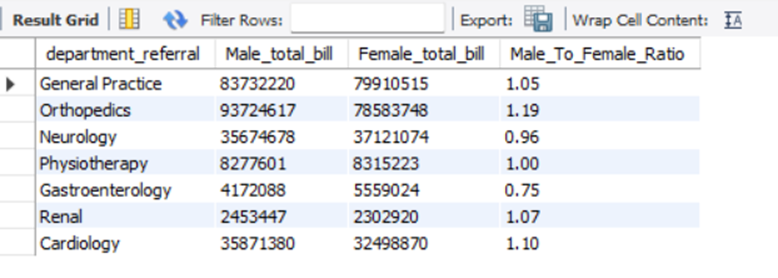 Result Grid Filter Rows: Export: Wrap Cell Content:
department_referral Male_total_bill Female_total_bill Male_To_Female_Ratio
General Practice 83732220 79910515 1.05
Orthopedics 93724617 78583748 1.19
Neurology 35674678 37121074 0.96
Physiotherapy 8277601 8315223 1.00
Gastroenterology 4172088 5559024 0.75
Renal 2453447 2302920 1.07
Cardiology 35871380 32498870 1.10